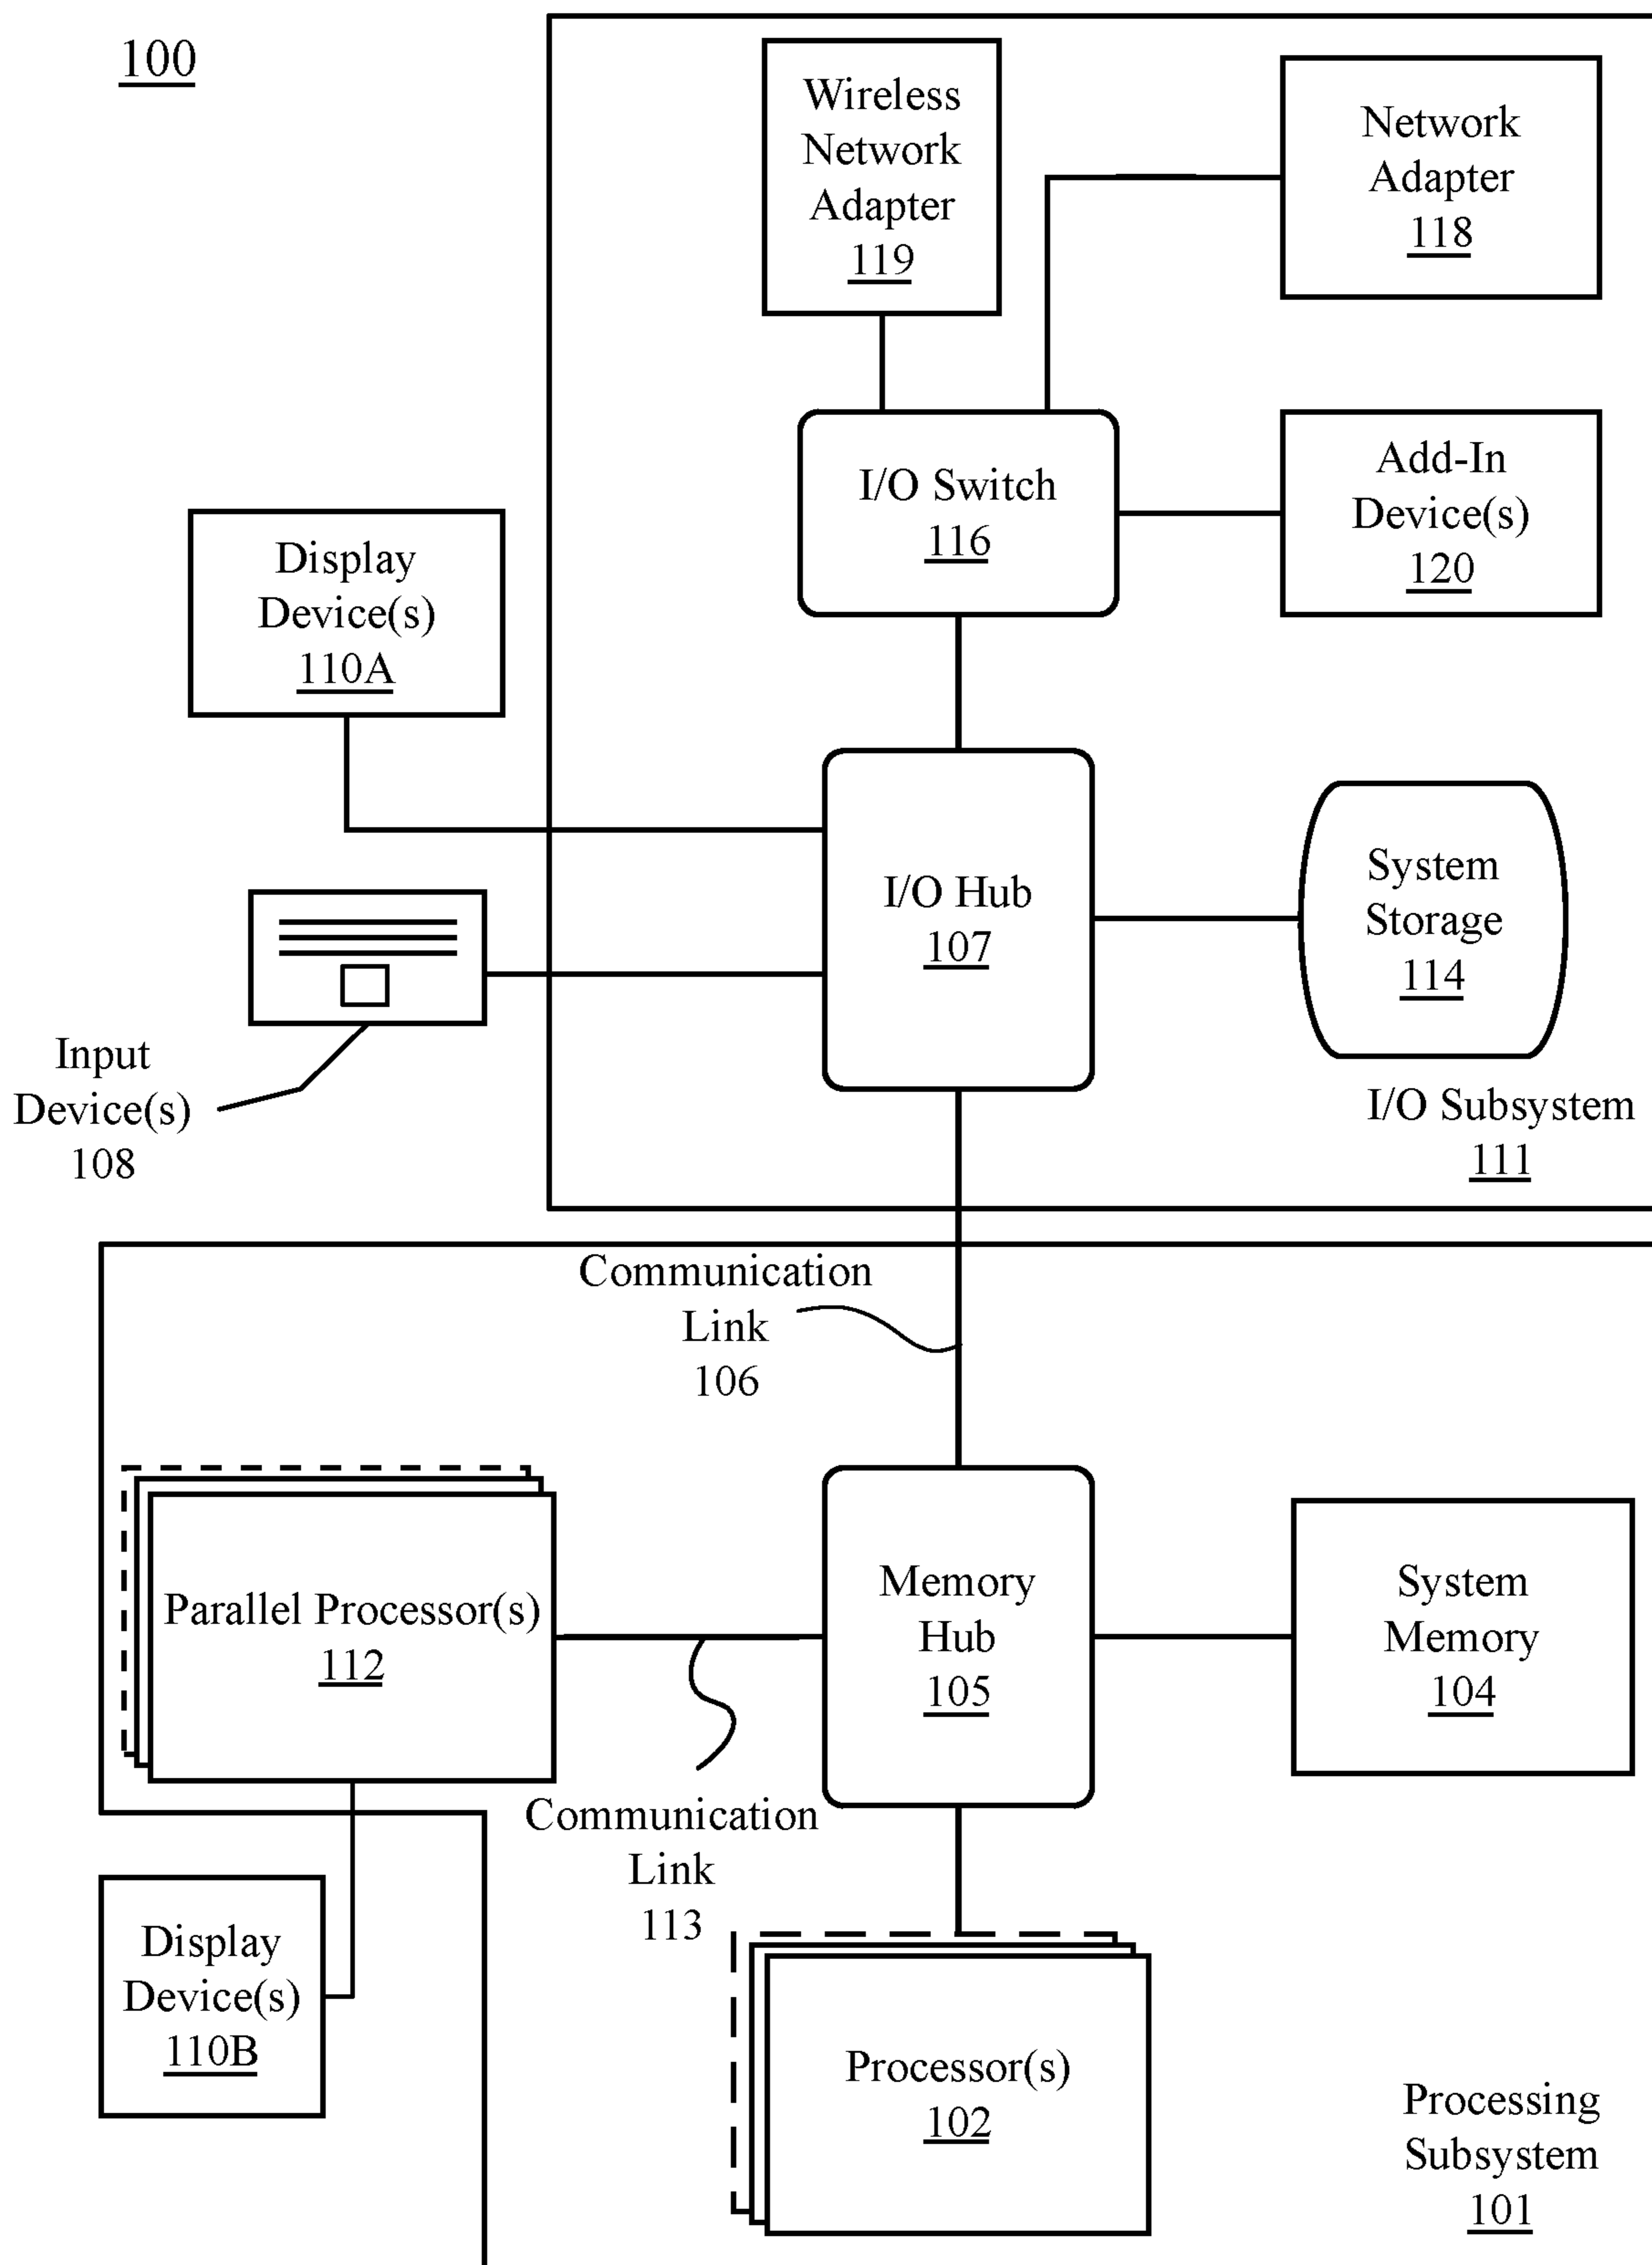 100
Wireless
Network
Adapter
119
Network
Adapter
118
I/O Switch
116
Add-In
Device(s)
120
Display
Device(s)
110A
I/O Hub
107
System
Storage
114
Input
Device(s)
108
I/O Subsystem
111
Communication
Link
106
Parallel Processor(s)
112
Memory
Hub
105
System
Memory
104
Communication
Link
113
Display
Device(s)
110B
Processor(s)
102
Processing
Subsystem
101